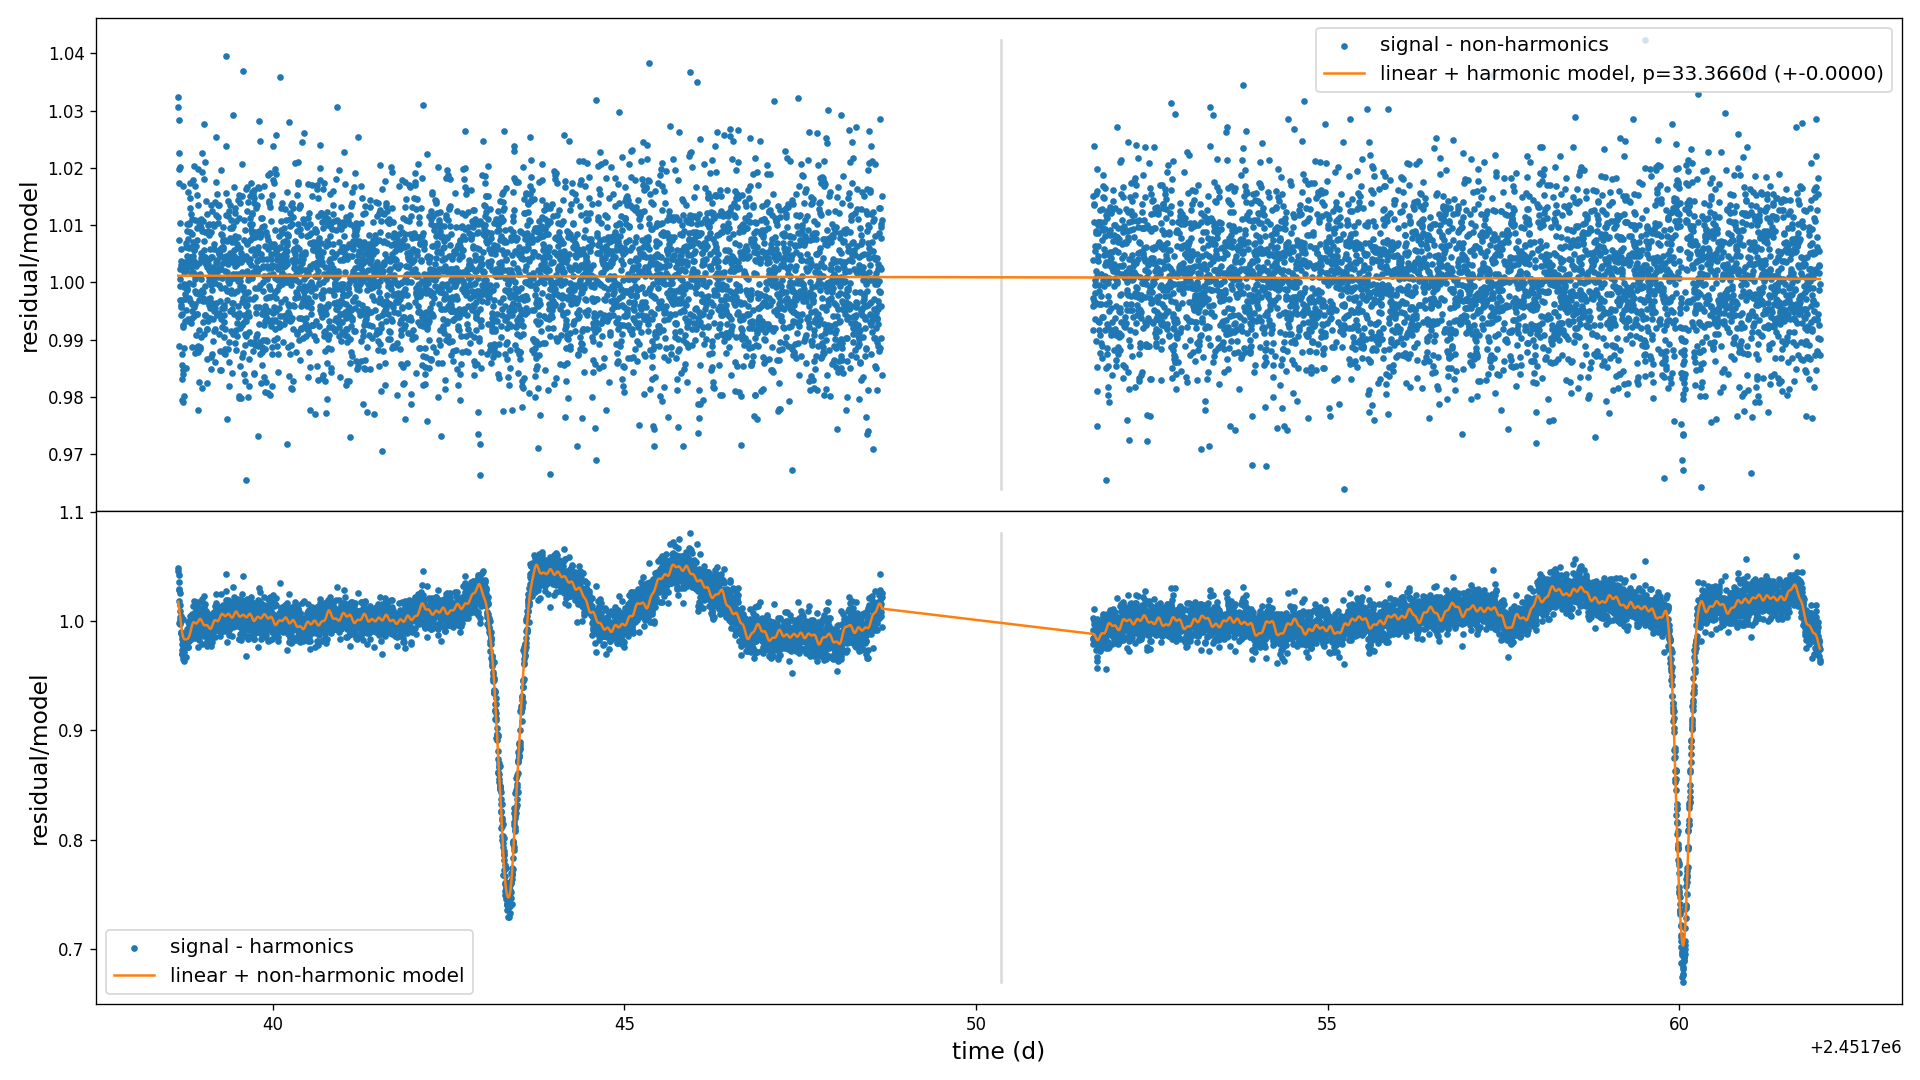 1.04
1.03
1.02
1.01
1.00
0.99
0.98
0.97
residual/model
signal - non-harmonics
linear + harmonic model, p=33.3660d (+-0.0000)
1.1
1.0
0.9
0.8
0.7
residual/model
signal - harmonics
linear + non-harmonic model
40
45
50
55
60
time (d)
+2.4517e6